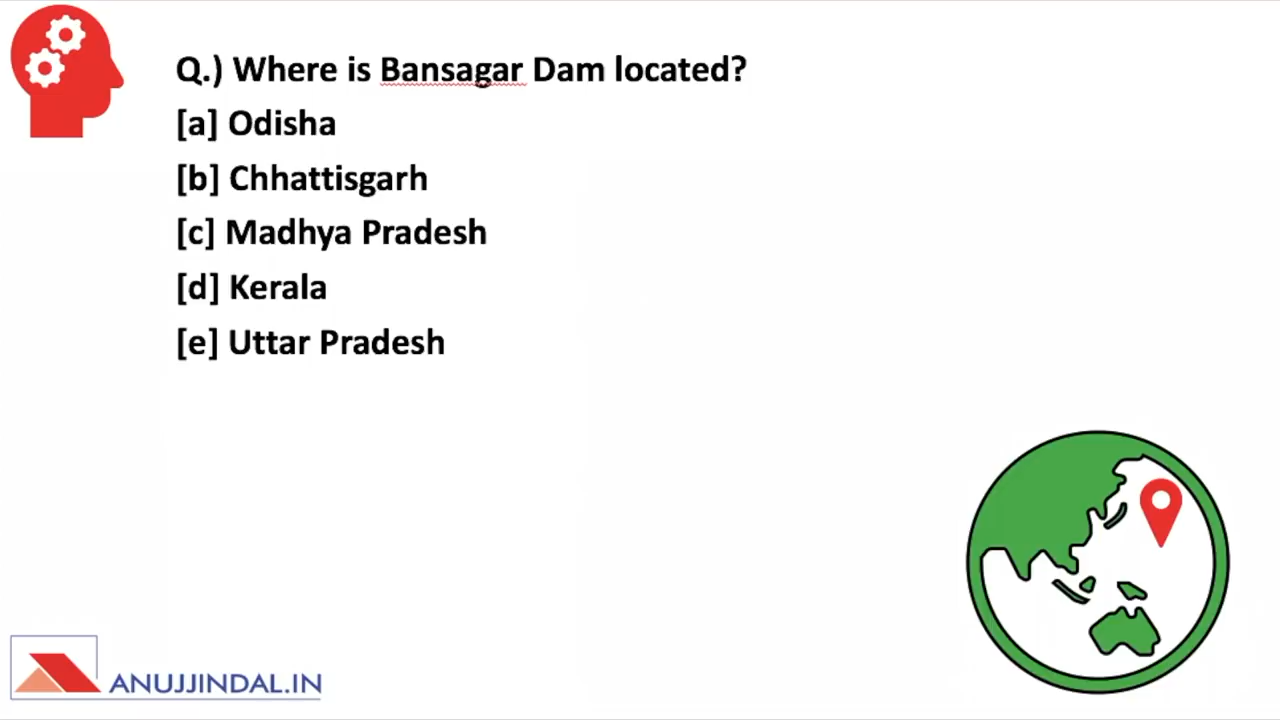 Q.) Where is Bansagar Dam located?
[a] Odisha
[b] Chhattisgarh
[c] Madhya Pradesh
[d] Kerala
[e] Uttar Pradesh
ANUJJINDAL.IN